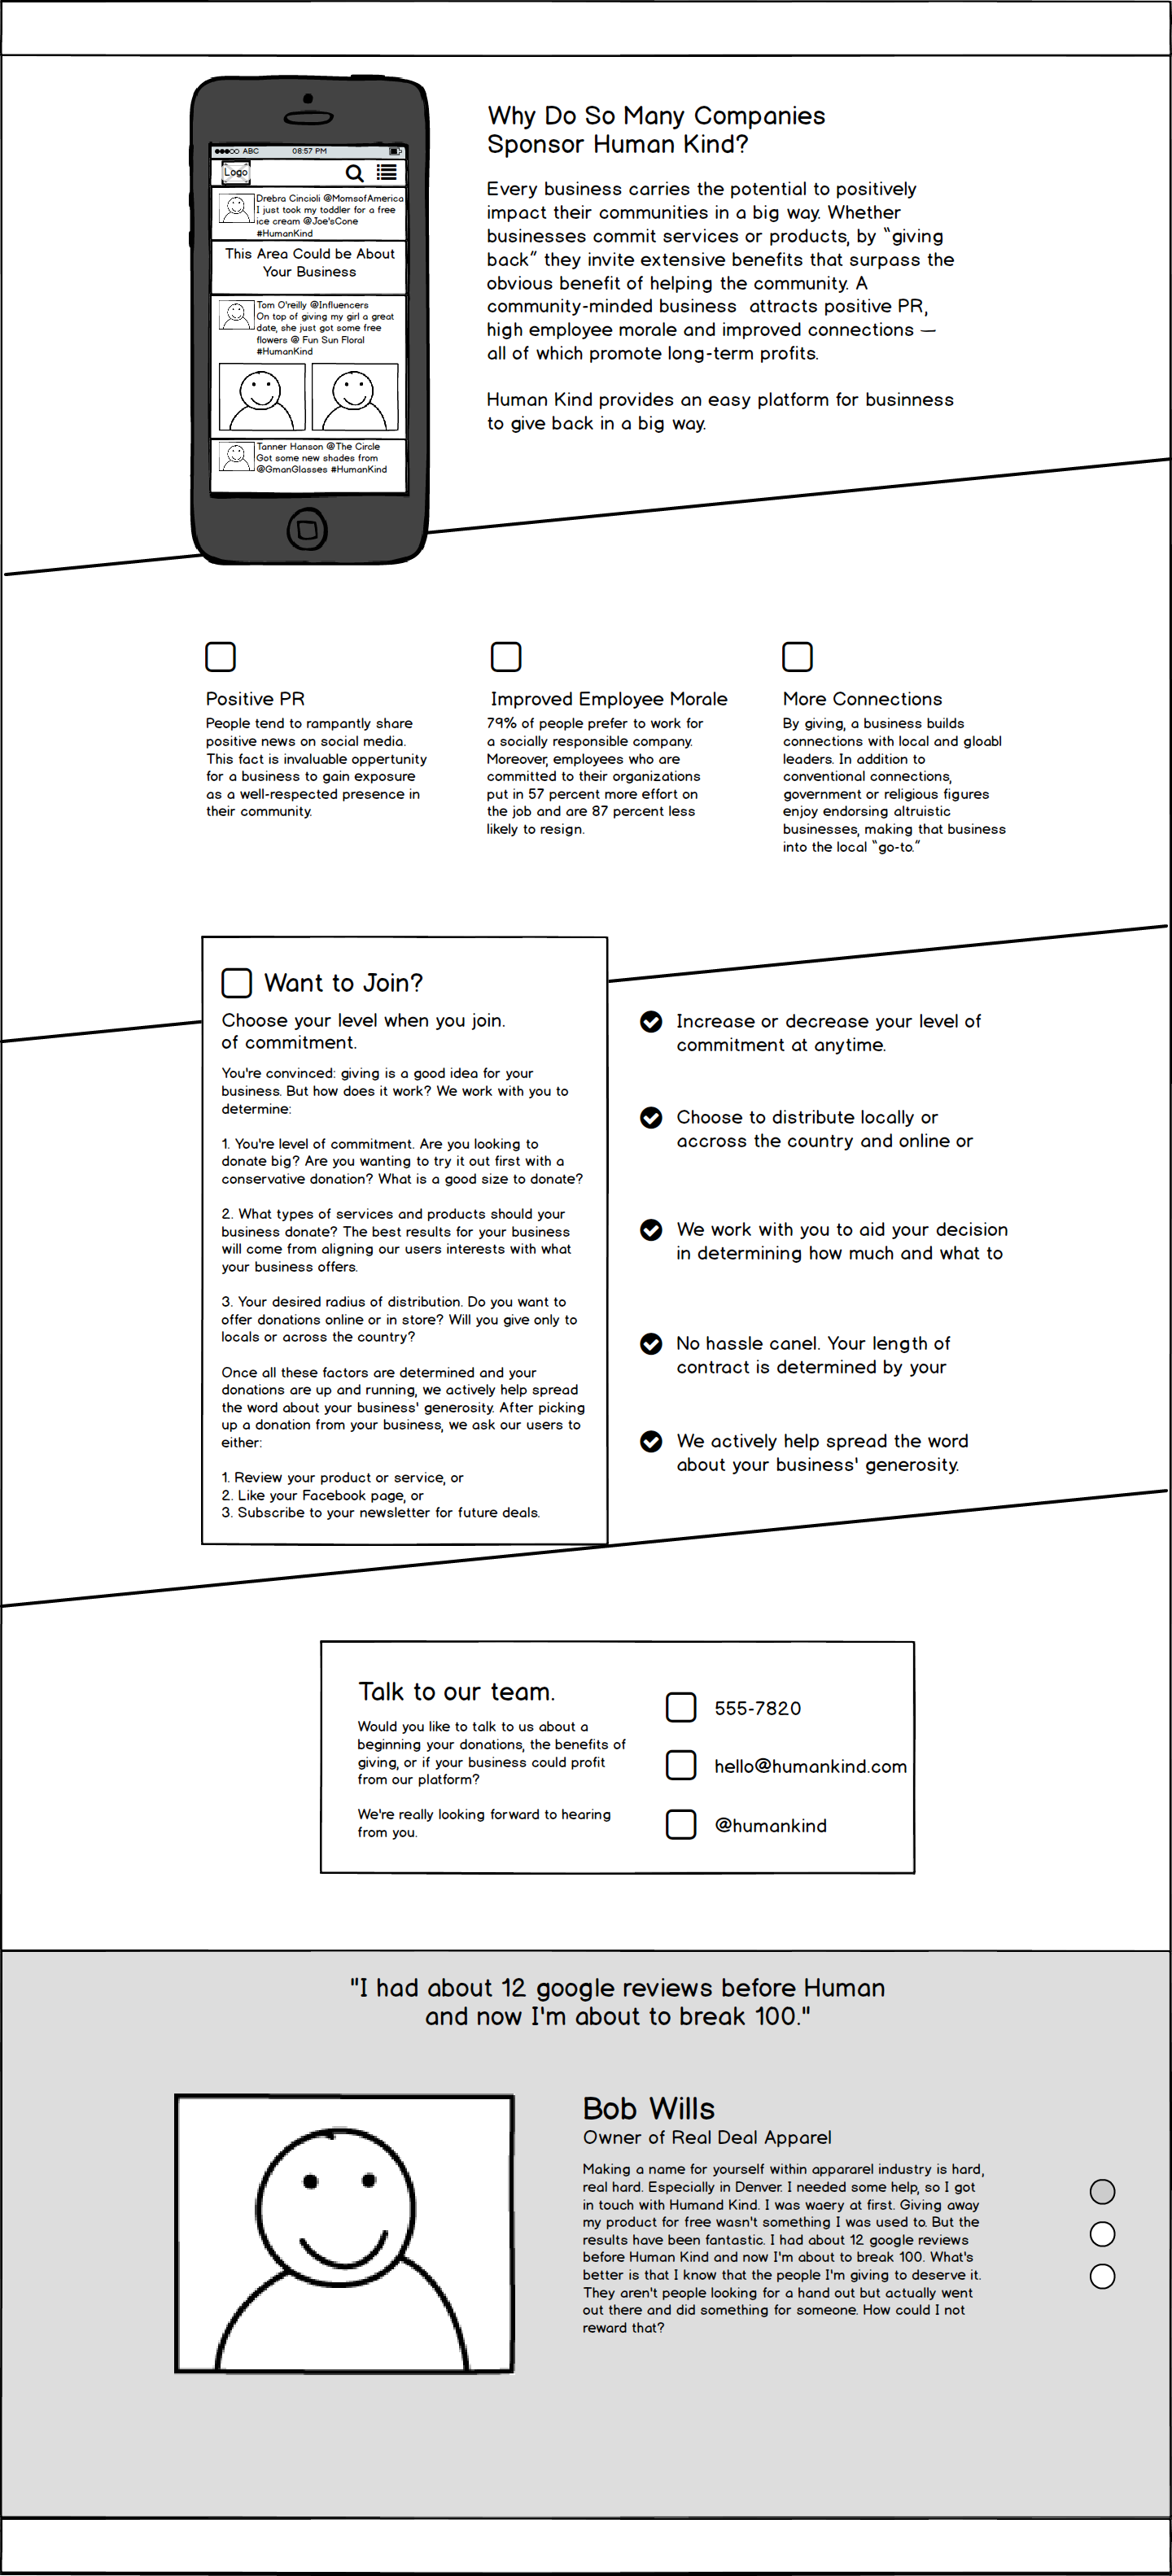 ABC 08:57 PM
Logo
Drebra Cincioli @MomsofAmerica
I just took my toddler for a free
ice cream @Joe'sCone
#HumanKind
This Area Could be About
Your Business
Tom O'reilly @Influencers
On top of giving my girl a great
date, she just got some free
flowers @ Fun Sun Floral
#HumanKind
Tanner Hanson @The Circle
Got some new shades from
@GmanGlasses #HumanKind
Why Do So Many Companies
Sponsor Human Kind?
Every business carries the potential to positively
impact their communities in a big way. Whether
businesses commit services or products, by “giving
back” they invite extensive benefits that surpass the
obvious benefit of helping the community. A
community-minded business  attracts positive PR,
high employee morale and improved connections —
all of which promote long-term profits.
Human Kind provides an easy platform for businness
to give back in a big way.
Positive PR
People tend to rampantly share
positive news on social media.
This fact is invaluable oppertunity
for a business to gain exposure
as a well-respected presence in
their community.
Improved Employee Morale
79% of people prefer to work for
a socially responsible company.
Moreover, employees who are
committed to their organizations
put in 57 percent more effort on
the job and are 87 percent less
likely to resign.
More Connections
By giving, a business builds
connections with local and gloabl
leaders. In addition to
conventional connections,
government or religious figures
enjoy endorsing altruistic
businesses, making that business
into the local “go-to.”
Want to Join?
Choose your level when you join.
of commitment.
You're convinced: giving is a good idea for your
business. But how does it work? We work with you to
determine:
1. You're level of commitment. Are you looking to
donate big? Are you wanting to try it out first with a
conservative donation? What is a good size to donate?
2. What types of services and products should your
business donate? The best results for your business
will come from aligning our users interests with what
your business offers.
3. Your desired radius of distribution. Do you want to
offer donations online or in store? Will you give only to
locals or across the country?
Once all these factors are determined and your
donations are up and running, we actively help spread
the word about your business' generosity. After picking
up a donation from your business, we ask our users to
either:
1. Review your product or service, or
2. Like your Facebook page, or
3. Subscribe to your newsletter for future deals.
Increase or decrease your level of
commitment at anytime.
Choose to distribute locally or
accross the country and online or
We work with you to aid your decision
in determining how much and what to
No hassle canel. Your length of
contract is determined by your
We actively help spread the word
about your business' generosity.
Talk to our team.
Would you like to talk to us about a
beginning your donations, the benefits of
giving, or if your business could profit
from our platform?
We're really looking forward to hearing
from you.
555-7820
hello@humankind.com
@humankind
"I had about 12 google reviews before Human
and now I'm about to break 100."
Bob Wills
Owner of Real Deal Apparel
Making a name for yourself within appararel industry is hard,
real hard. Especially in Denver. I needed some help, so I got
in touch with Humand Kind. I was waery at first. Giving away
my product for free wasn't something I was used to. But the
results have been fantastic. I had about 12 google reviews
before Human Kind and now I'm about to break 100. What's
better is that I know that the people I'm giving to deserve it.
They aren't people looking for a hand out but actually went
out there and did something for someone. How could I not
reward that?